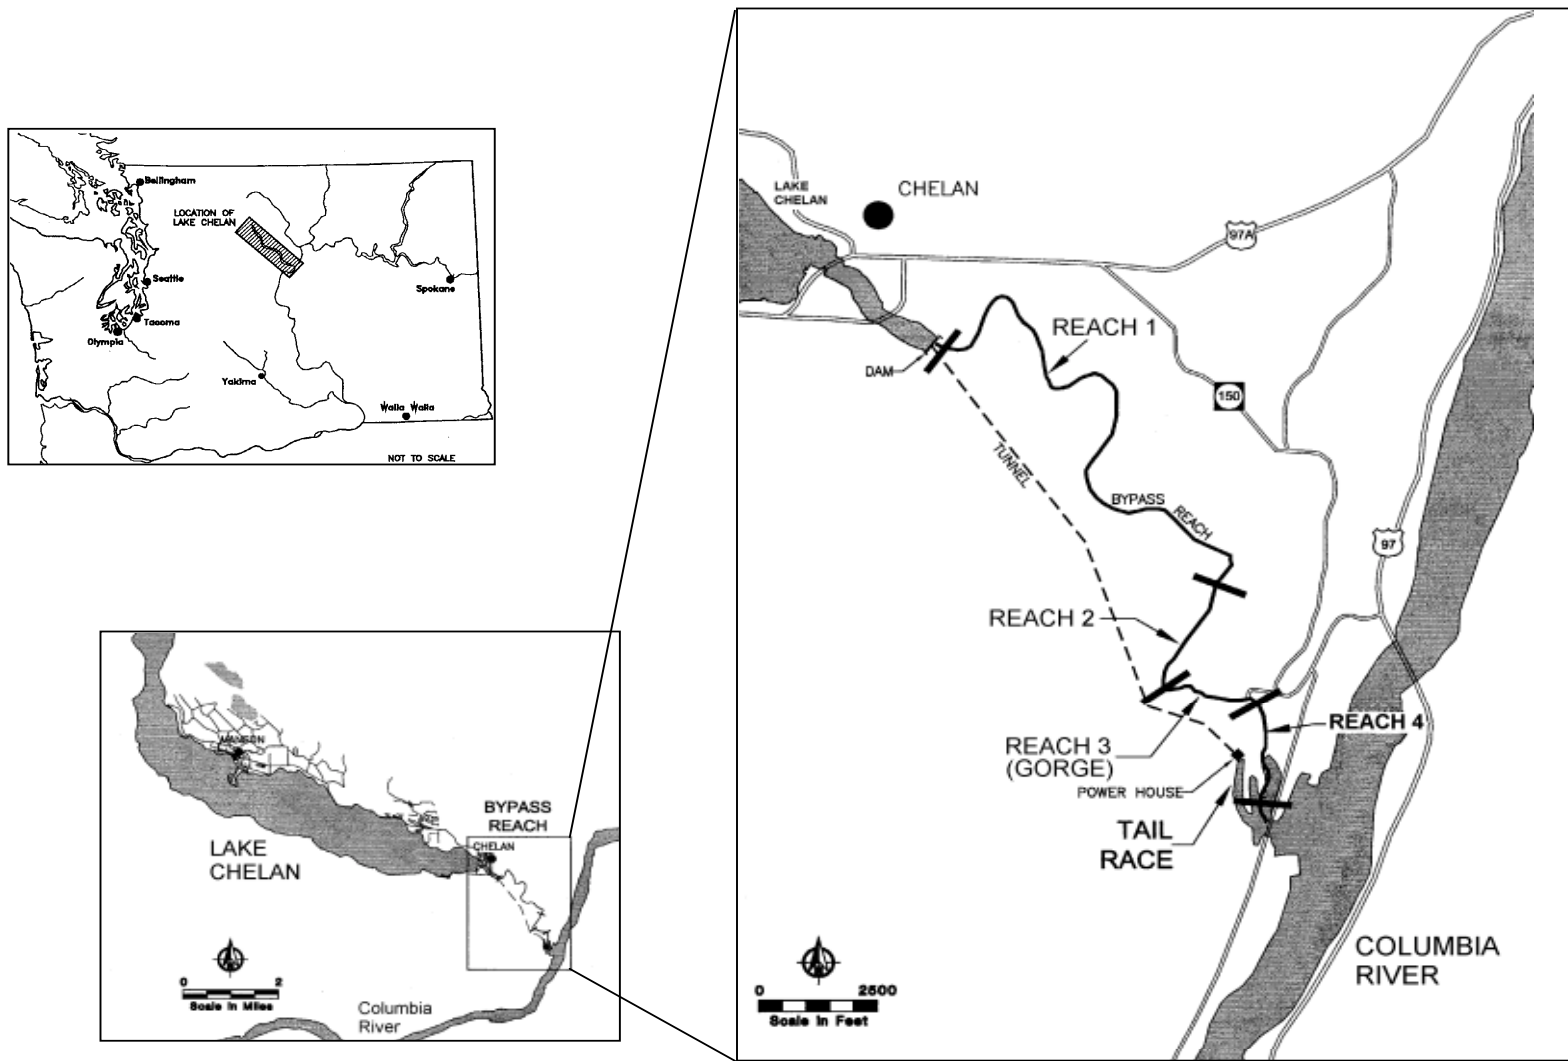 Bellingham
LOCATION OF
LAKE CHELAN
Seattle
Spokane
Tacoma
Olympia
Yakima
Walla Walla
NOT TO SCALE
MANSON
BYPASS
REACH
CHELAN
LAKE
CHELAN
0 2
Scale in Miles
Columbia
River
LAKE
CHELAN
CHELAN
97A
REACH 1
DAM
150
TUNNEL
BYPASS REACH
97
REACH 2
REACH 4
REACH 3
(GORGE)
POWER HOUSE
TAIL
RACE
COLUMBIA
RIVER
0 2500
Scale in Feet